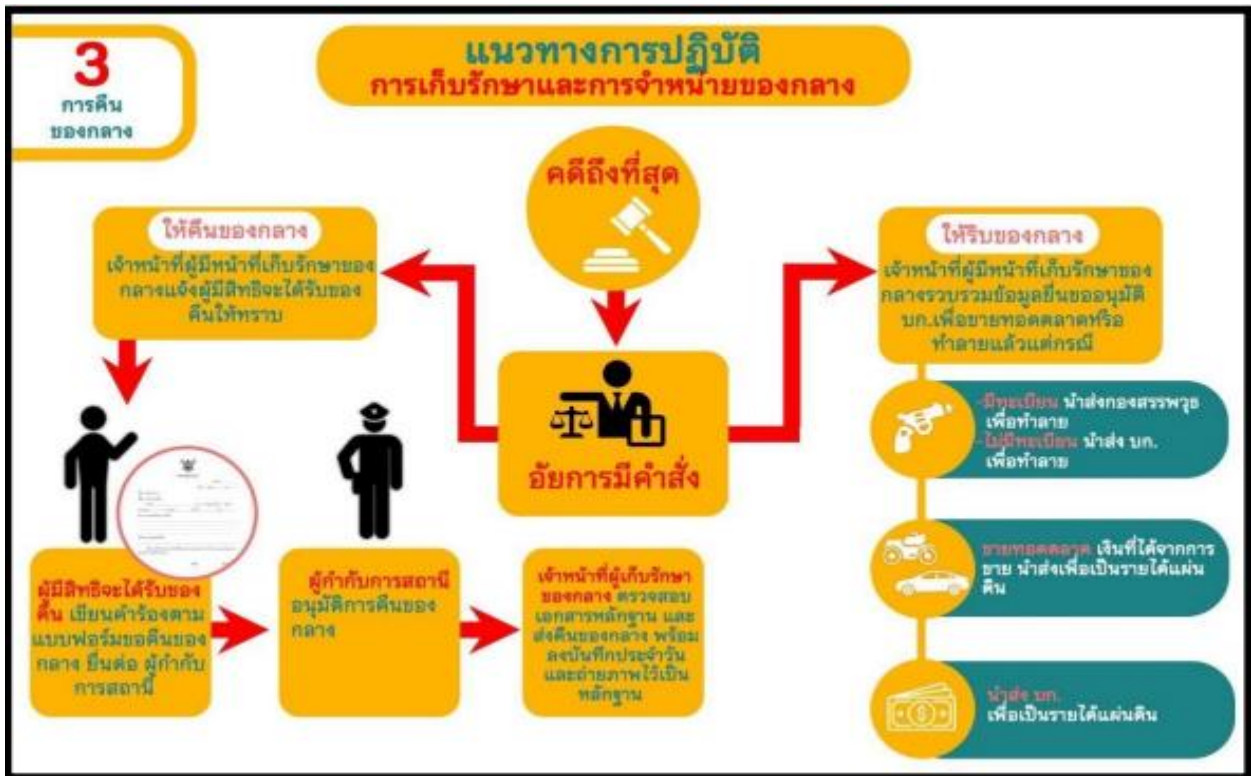 3
การคืน
ของกลาง
แนวทางการปฏิบัติ
การเก็บรักษาและการจำหน่ายของกลาง
คดีถึงที่สุด
ให้คืนของกลาง
เจ้าหน้าที่ผู้มีหน้าที่เก็บรักษาของ
กลางแจ้งผู้มีสิทธิจะได้รับของ
คืนให้ทราบ
ให้ริบของกลาง
เจ้าหน้าที่ผู้มีหน้าที่เก็บรักษาของ
กลางรวบรวมข้อมูลยื่นขออนุมัติ
บก.เพื่อขายทอดตลาดหรือ
ทำลายแล้วแต่กรณี
อัยการมีคำสั่ง
-มีทะเบียน นำส่งกองสรรพวุธ
เพื่อทำลาย
-ไม่มีทะเบียน นำส่ง บก.
เพื่อทำลาย
ขายทอดตลาด เงินที่ได้จากการ
ขาย นำส่งเพื่อเป็นรายได้แผ่น
ดิน
นำส่ง บก.
เพื่อเป็นรายได้แผ่นดิน
ผู้มีสิทธิจะได้รับของ
คืน เขียนคำร้องตาม
แบบฟอร์มขอคืนของ
กลาง ยื่นต่อ ผู้กำกับ
การสถานี
ผู้กำกับการสถานี
อนุมัติการคืนของ
กลาง
เจ้าหน้าที่ผู้เก็บรักษา
ของกลาง ตรวจสอบ
เอกสารหลักฐาน และ
ส่งคืนของกลาง พร้อม
ลงบันทึกประจำวัน
และถ่ายภาพไว้เป็น
หลักฐาน